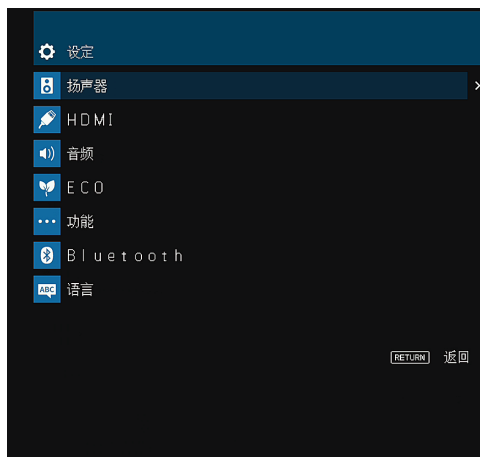 设定
扬声器
HDMI
音频
ECO
功能
Bluetooth
ABC 语言
RETURN 返回